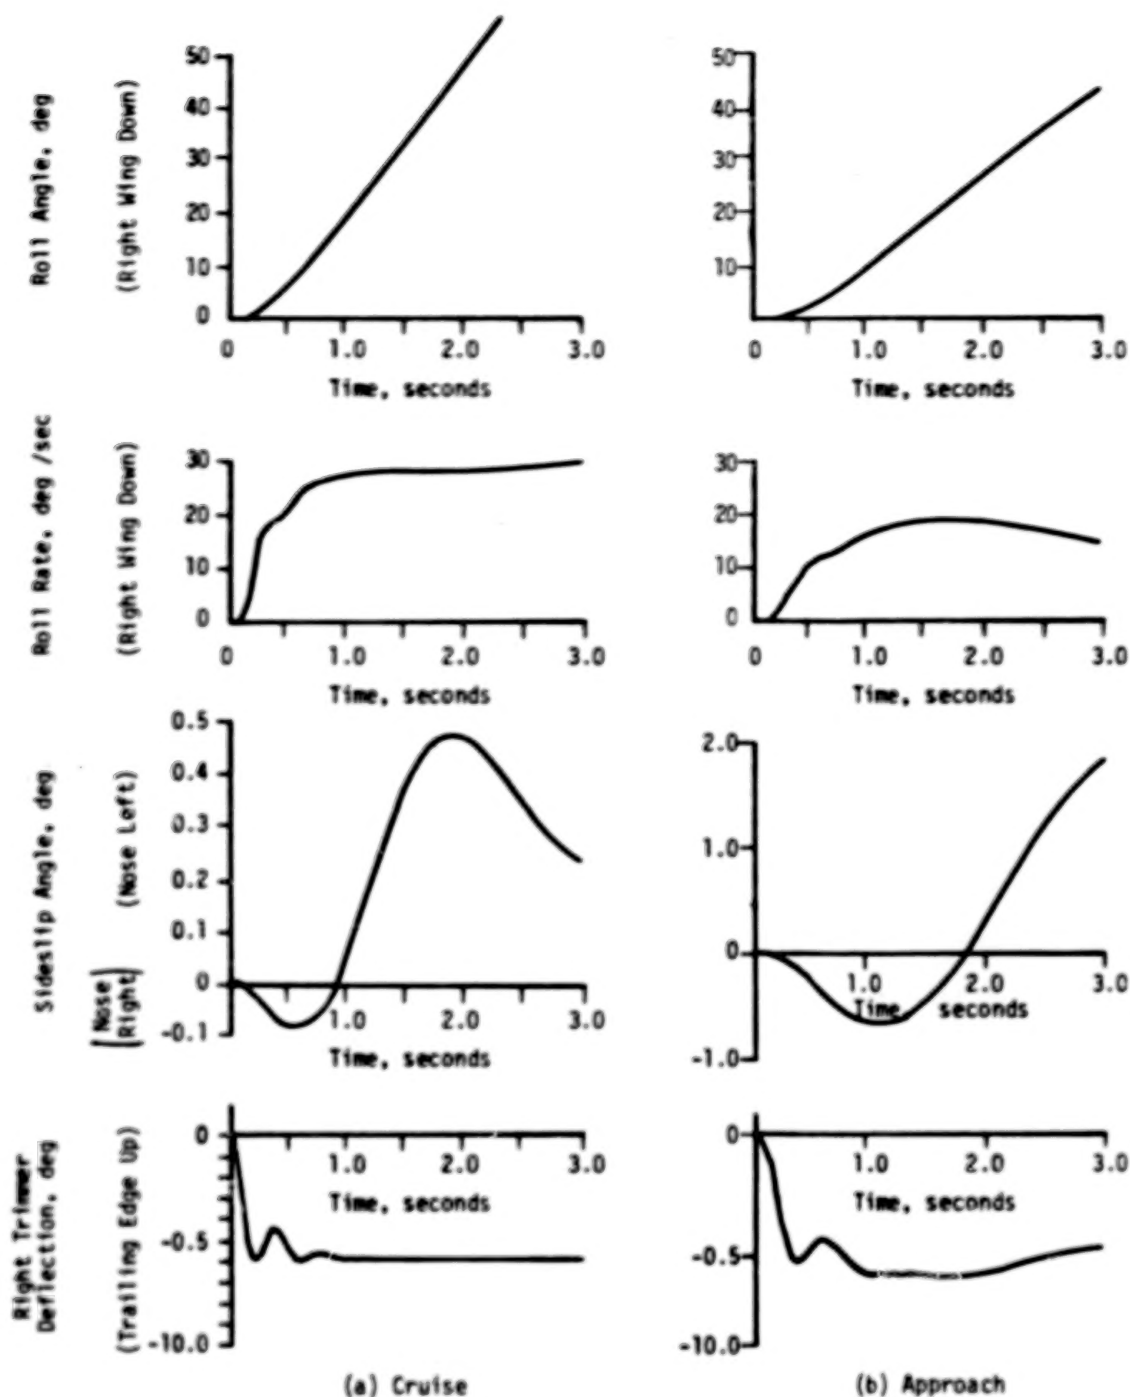 Roll Angle, deg
(Right Wing Down)
50
40
30
20
10
0
0 1.0 2.0 3.0
Time, seconds
50
40
30
20
10
0 1.0 2.0 3.0
Time, seconds
Roll Rate, deg /sec
(Right Wing Down)
30
20
10
0
0 1.0 2.0 3.0
Time, seconds
30
20
10
0
0 1.0 2.0 3.0
Time, seconds
Sideslip Angle, deg
(Nose Right) (Nose Left)
0.5
0.4
0.3
0.2
0.1
0
-0.1
1.0 2.0 3.0
Time, seconds
2.0
1.0
0
-1.0
1.0 2.0 3.0
Time, seconds
Right Trimmer
Deflection, deg
(Trailing Edge Up)
0
-0.5
-10.0
1.0 2.0 3.0
Time, seconds
0
-0.5
-10.0
1.0 2.0 3.0
Time, seconds
(a) Cruise
(b) Approach